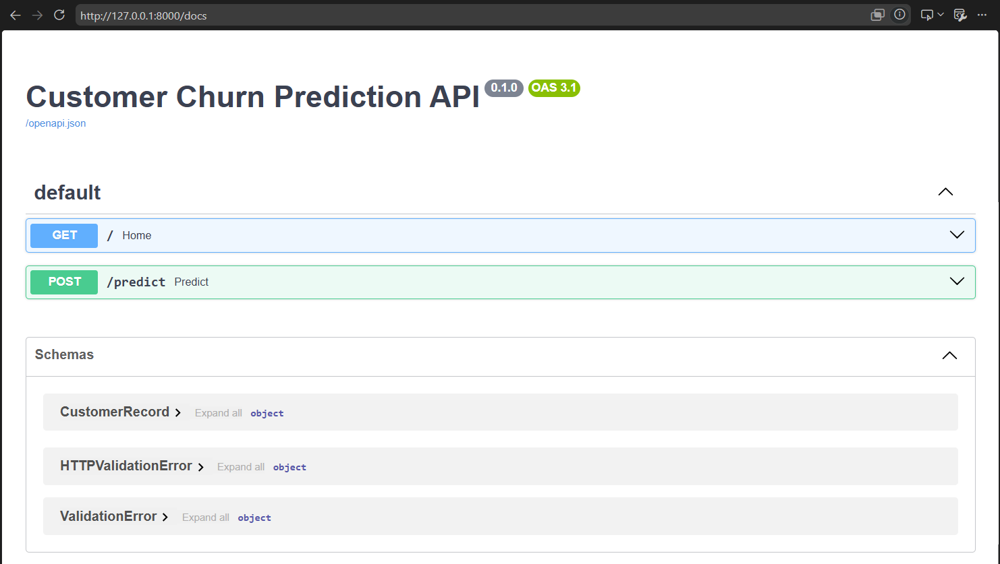 http://127.0.0.1:8000/docs
Customer Churn Prediction API 0.1.0 OAS 3.1
/openapi.json
default
GET / Home
POST /predict Predict
Schemas
CustomerRecord Expand all object
HTTPValidationError Expand all object
ValidationError Expand all object